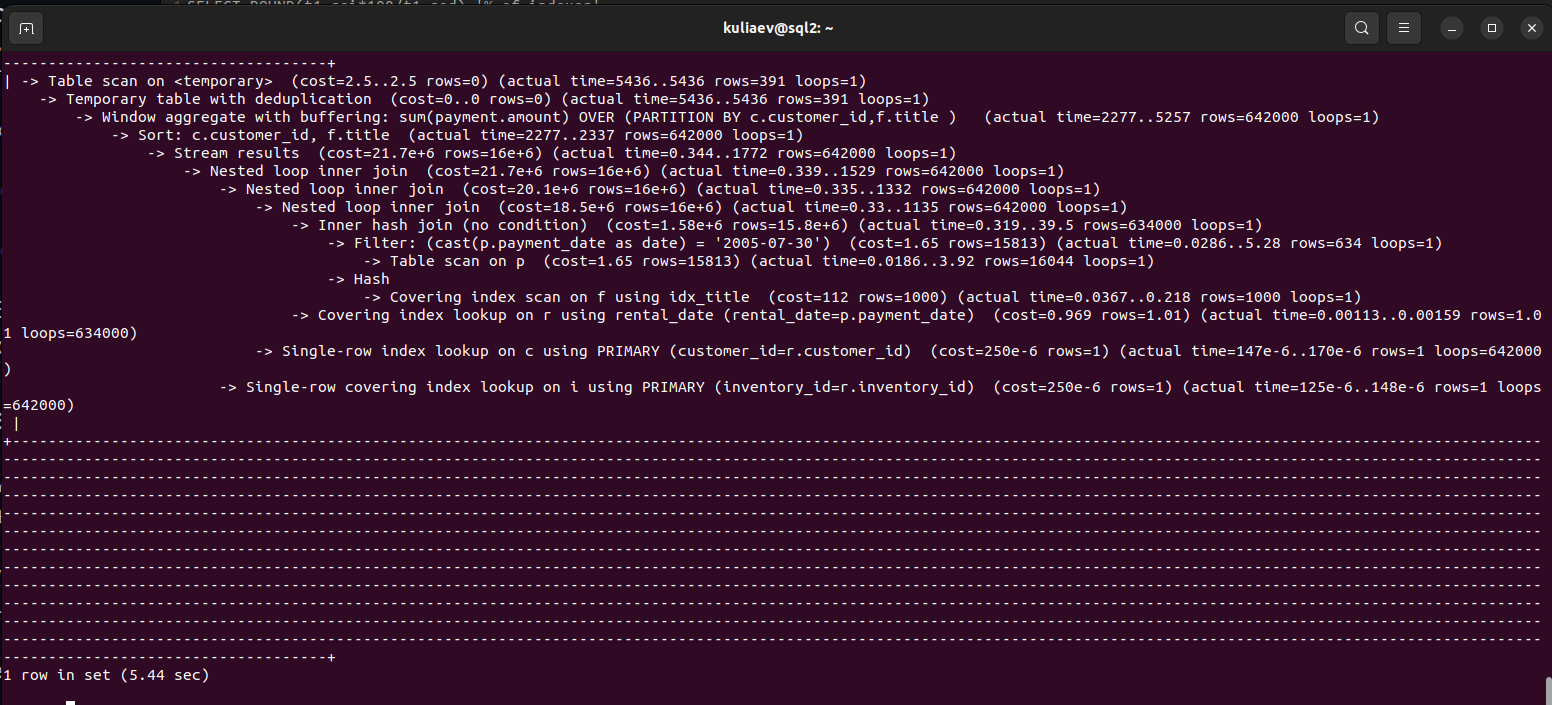 SELECT ROUND(t1.sci*100/t1.sed) '% of indexes'
kuliaev@sql2: ~
------------------------------------+
| -> Table scan on <temporary>  (cost=2.5..2.5 rows=0) (actual time=5436..5436 rows=391 loops=1)
    -> Temporary table with deduplication  (cost=0..0 rows=0) (actual time=5436..5436 rows=391 loops=1)
        -> Window aggregate with buffering: sum(payment.amount) OVER (PARTITION BY c.customer_id,f.title )   (actual time=2277..5257 rows=642000 loops=1)
            -> Sort: c.customer_id, f.title  (actual time=2277..2337 rows=642000 loops=1)
                -> Stream results  (cost=21.7e+6 rows=16e+6) (actual time=0.344..1772 rows=642000 loops=1)
                    -> Nested loop inner join  (cost=21.7e+6 rows=16e+6) (actual time=0.339..1529 rows=642000 loops=1)
                        -> Nested loop inner join  (cost=20.1e+6 rows=16e+6) (actual time=0.335..1332 rows=642000 loops=1)
                            -> Nested loop inner join  (cost=18.5e+6 rows=16e+6) (actual time=0.33..1135 rows=642000 loops=1)
                                -> Inner hash join (no condition)  (cost=1.58e+6 rows=15.8e+6) (actual time=0.319..39.5 rows=634000 loops=1)
                                    -> Filter: (cast(p.payment_date as date) = '2005-07-30')  (cost=1.65 rows=15813) (actual time=0.0286..5.28 rows=634 loops=1)
                                        -> Table scan on p  (cost=1.65 rows=15813) (actual time=0.0186..3.92 rows=16044 loops=1)
                                    -> Hash
                                        -> Covering index scan on f using idx_title  (cost=112 rows=1000) (actual time=0.0367..0.218 rows=1000 loops=1)
                                -> Covering index lookup on r using rental_date (rental_date=p.payment_date)  (cost=0.969 rows=1.01) (actual time=0.00113..0.00159 rows=1.0
1 loops=634000)
                            -> Single-row index lookup on c using PRIMARY (customer_id=r.customer_id)  (cost=250e-6 rows=1) (actual time=147e-6..170e-6 rows=1 loops=642000
)
                        -> Single-row covering index lookup on i using PRIMARY (inventory_id=r.inventory_id)  (cost=250e-6 rows=1) (actual time=125e-6..148e-6 rows=1 loops
=642000)
 |
------------------------------------+
1 row in set (5.44 sec)